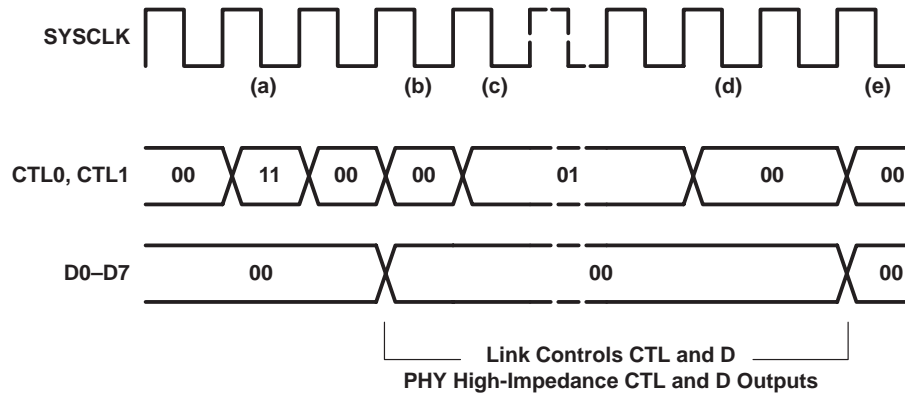 SYSCLK
(a) (b) (c) (d) (e)
CTL0, CTL1 00 11 00 00 01 00 00
D0–D7 00 00 00
Link Controls CTL and D
PHY High-Impedance CTL and D Outputs